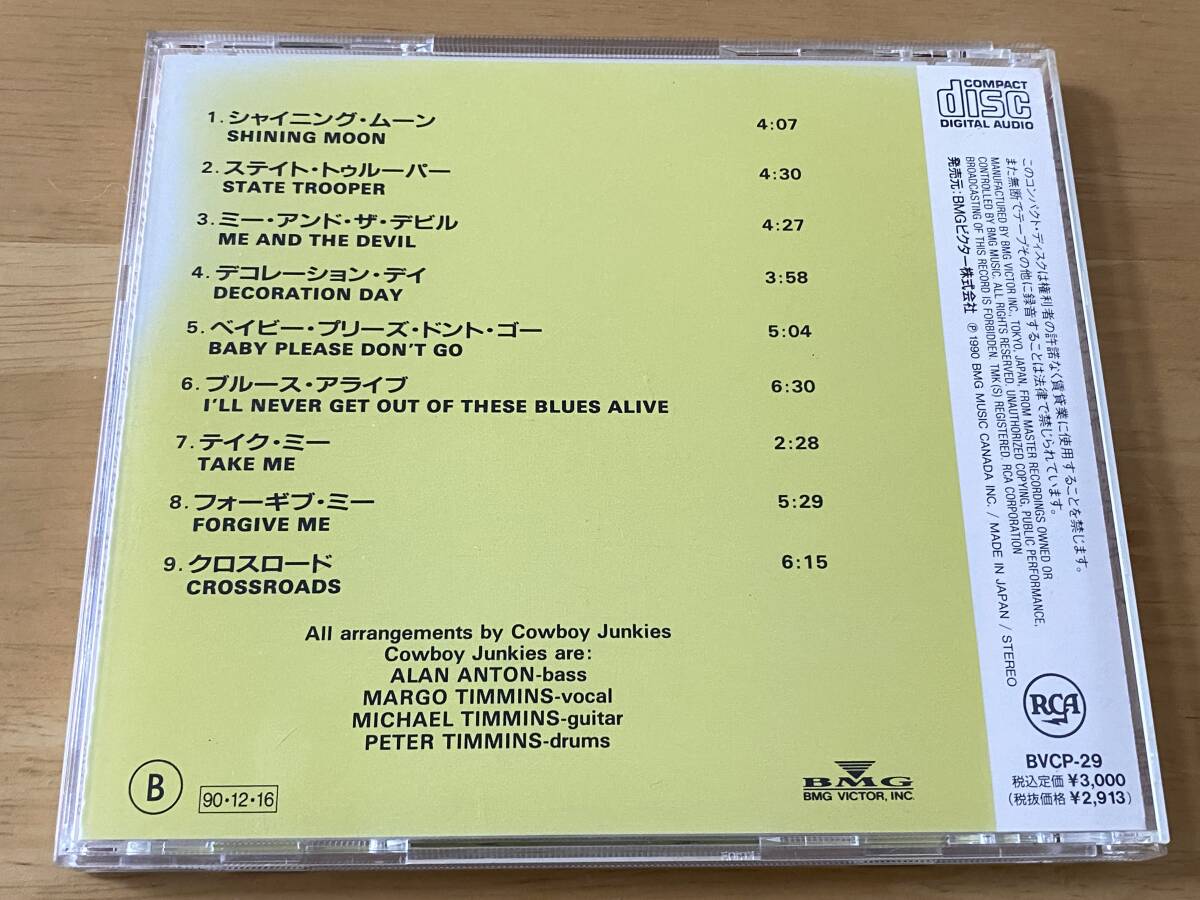 1. シャイニング・ムーン
SHINING MOON
4:07
2. ステイト・トゥルーパー
STATE TROOPER
4:30
3. ミー・アンド・ザ・デビル
ME AND THE DEVIL
4:27
4. デコレーション・デイ
DECORATION DAY
3:58
5. ベイビー・プリーズ・ドント・ゴー
BABY PLEASE DON'T GO
5:04
6. ブルース・アライブ
I'LL NEVER GET OUT OF THESE BLUES ALIVE
6:30
7. テイク・ミー
TAKE ME
2:28
8. フォーギブ・ミー
FORGIVE ME
5:29
9. クロスロード
CROSSROADS
6:15
All arrangements by Cowboy Junkies
Cowboy Junkies are:
ALAN ANTON-bass
MARGO TIMMINS-vocal
MICHAEL TIMMINS-guitar
PETER TIMMINS-drums
B
90・12・16
BMG
BMG VICTOR, INC.
COMPACT
disc
DIGITAL AUDIO
このコンパクト・ディスクは権利者の許諾なく賃貸業に使用することを禁じます。
また無断でテープその他に録音することは法律で禁じられています。
MANUFACTURED BY BMG VICTOR INC., TOKYO, JAPAN, FROM MASTER RECORDINGS OWNED OR
CONTROLLED BY BMG MUSIC. ALL RIGHTS RESERVED. UNAUTHORIZED COPYING, PUBLIC PERFORMANCE,
BROADCASTING OF THIS RECORD IS FORBIDDEN. TMK(S) REGISTERED. RCA CORPORATION
発売元:BMGビクター株式会社 ℗1990 BMG MUSIC CANADA INC. / MADE IN JAPAN / STEREO
RCA
BVCP-29
税込定価 ¥3,000
(税抜価格 ¥2,913)